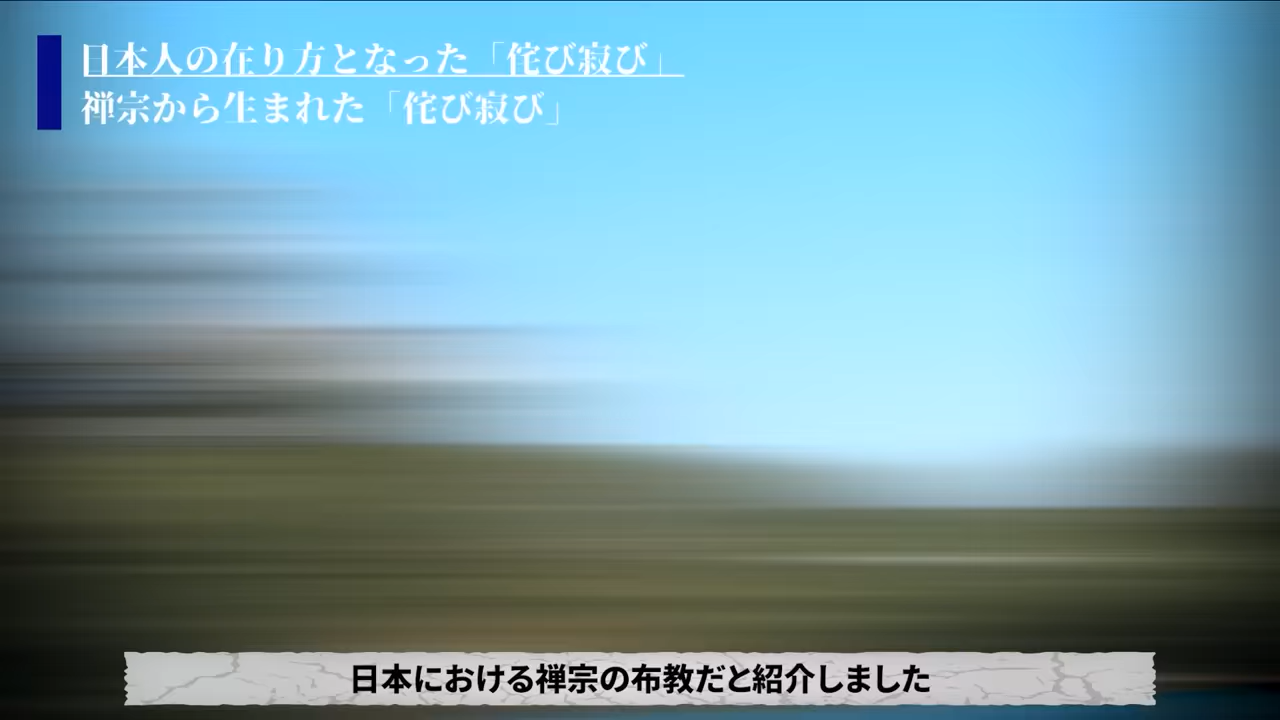 日本人の在り方となった「侘び寂び」
禅宗から生まれた「侘び寂び」
日本における禅宗の布教だと紹介しました